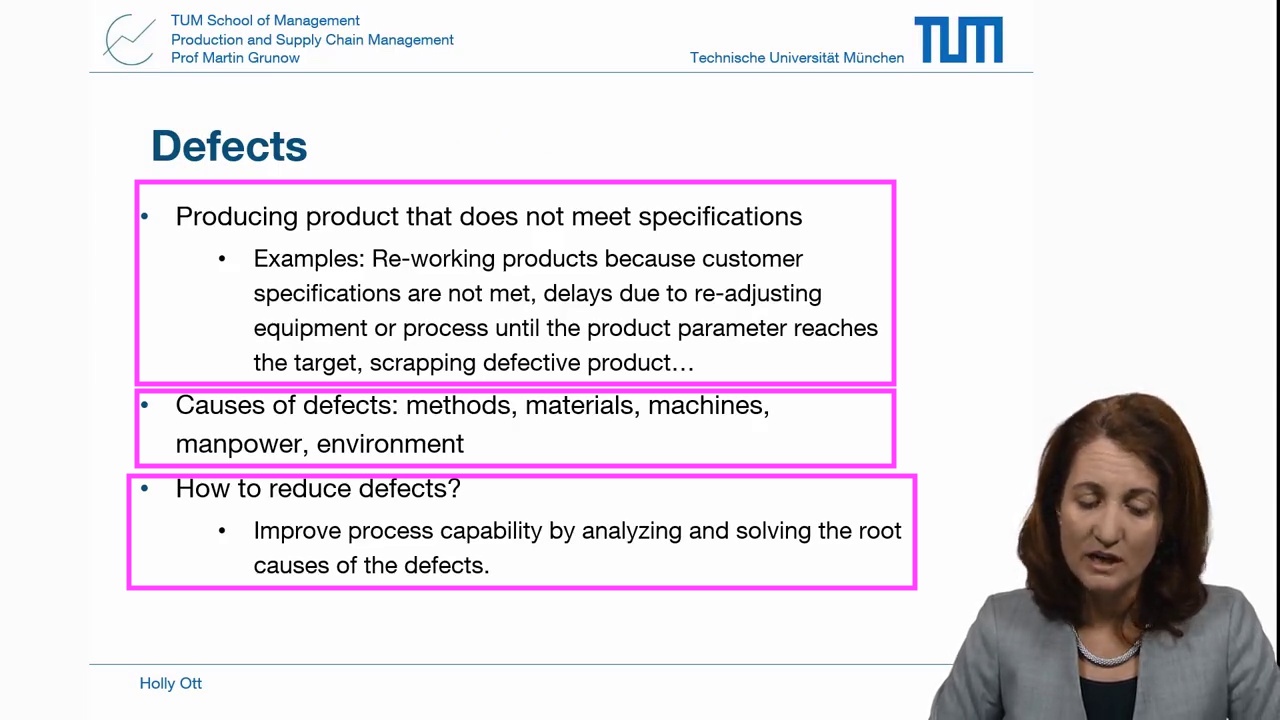 TUM School of Management
Production and Supply Chain Management
Prof Martin Grunow
Technische Universität München
TUM
Defects
• Producing product that does not meet specifications
• Examples: Re-working products because customer
specifications are not met, delays due to re-adjusting
equipment or process until the product parameter reaches
the target, scrapping defective product…
• Causes of defects: methods, materials, machines,
manpower, environment
• How to reduce defects?
• Improve process capability by analyzing and solving the root
causes of the defects.
Holly Ott